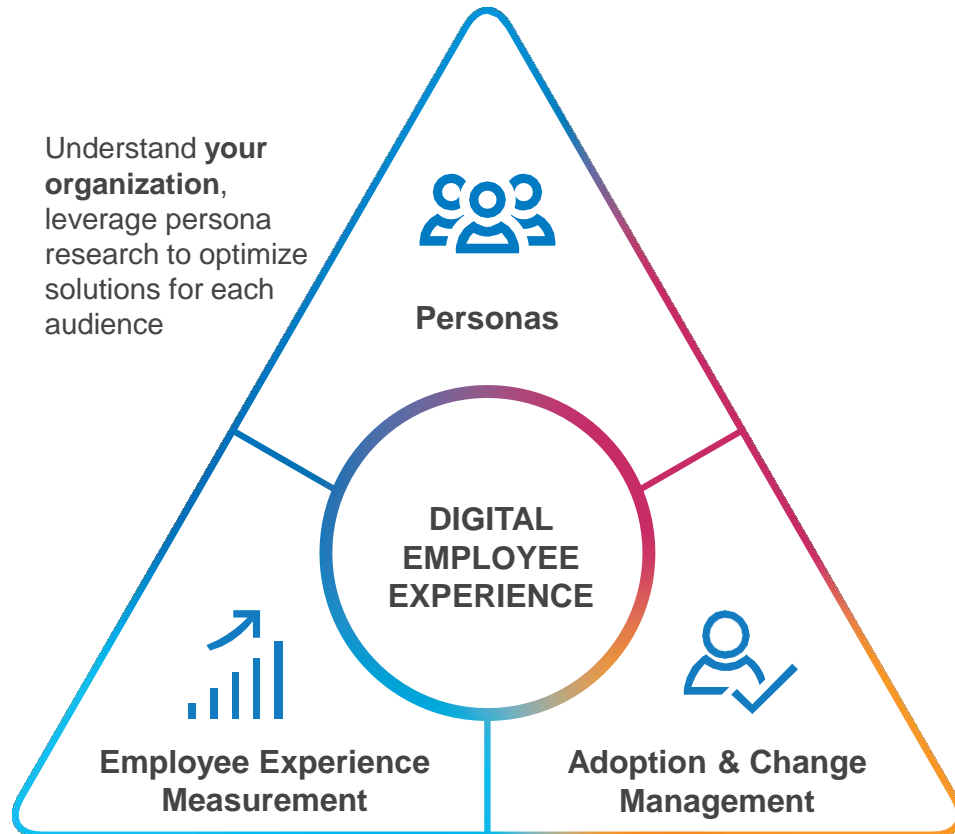 Understand your
organization,
leverage persona
research to optimize
solutions for each
audience
Personas
DIGITAL
EMPLOYEE
EXPERIENCE
Employee Experience
Measurement
Adoption & Change
Management